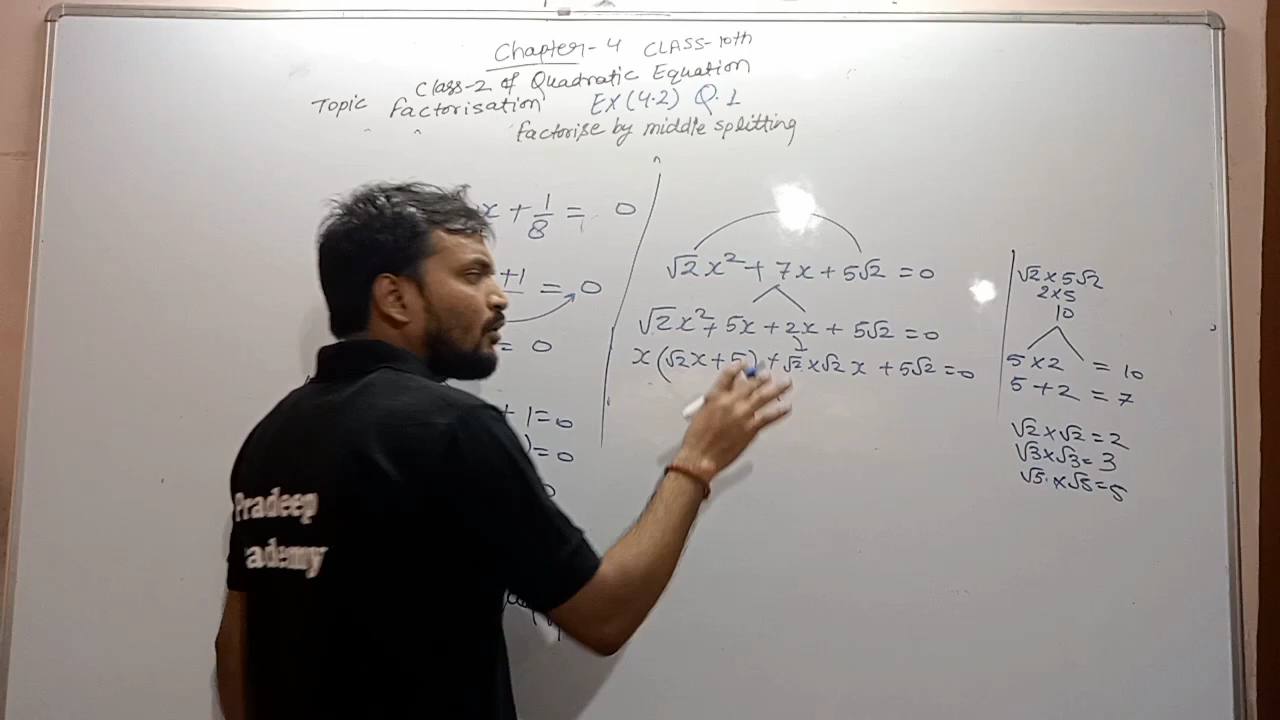 Chapter-4 CLASS-10th
Class-2 of Quadratic Equation
Topic Factorisation EX (4.2) Q.1
factorise by middle splitting
x + 1/8 = 0
+1 = 0
= 0
+ 1 = 0
) = 0
√2x² + 7x + 5√2 = 0
√2x² + 5x + 2x + 5√2 = 0
x(√2x + 5) + √2 × √2 x + 5√2 = 0
√2 × 5√2
2×5
10
5 × 2 = 10
5 + 2 = 7
√2 × √2 = 2
√3 × √3 = 3
√5 × √5 = 5
Pradeep
ademy